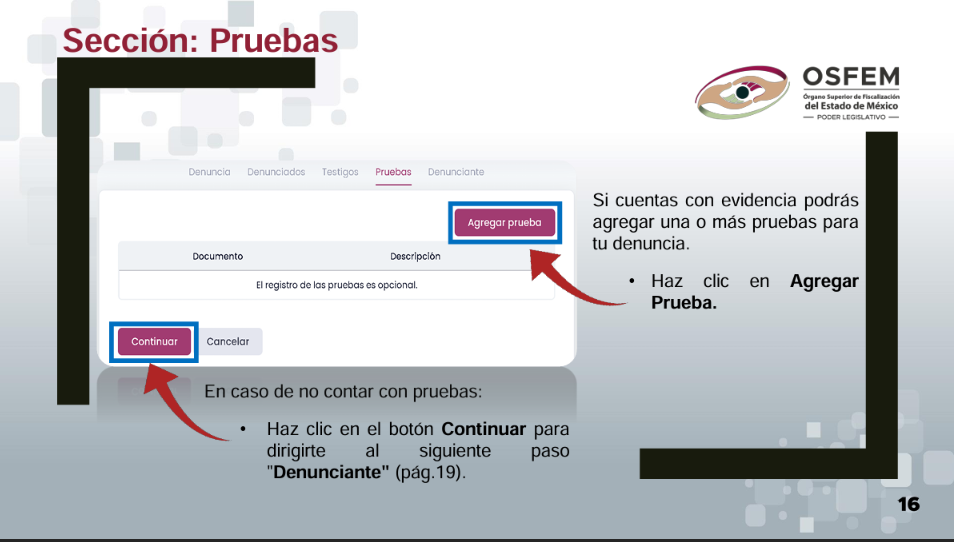 Sección: Pruebas
OSFEM
Órgano Superior de Fiscalización
del Estado de México
PODER LEGISLATIVO
Denuncia Denunciados Testigos Pruebas Denunciante
Agregar prueba
Documento Descripción
El registro de las pruebas es opcional.
Continuar Cancelar
Si cuentas con evidencia podrás
agregar una o más pruebas para
tu denuncia.
• Haz clic en Agregar
Prueba.
En caso de no contar con pruebas:
• Haz clic en el botón Continuar para
dirigirte al siguiente paso
"Denunciante" (pág.19).
16